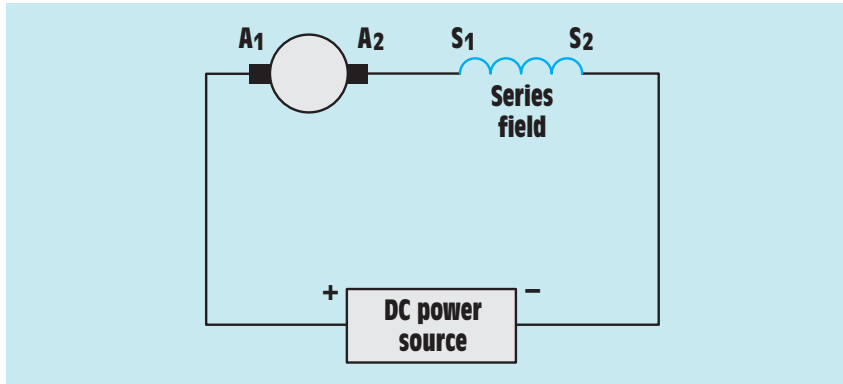 A1 A2 S1 S2
Series
field
+ −
DC power
source